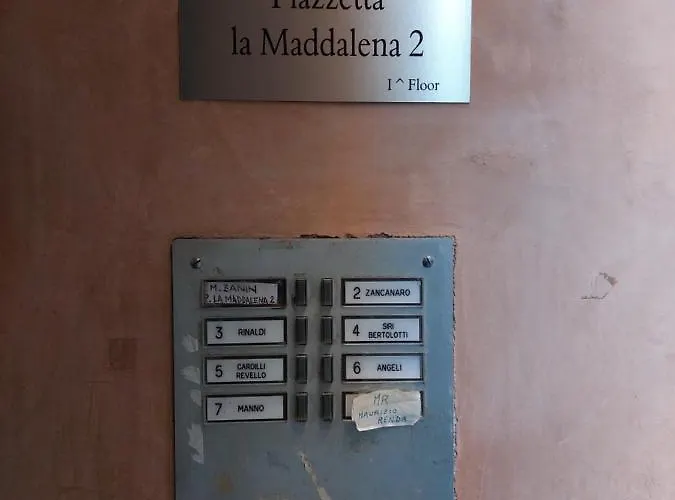 Piazzetta
la Maddalena 2
I^Floor
M. ZANIN
P. LA MADDALENA 2
2 ZANCANARO
3 RINALDI
4 SIRI
BERTOLOTTI
5 CARDILLI
REVELLO
6 ANGELI
7 MANNO
MR
MAURIZIO
RENDA